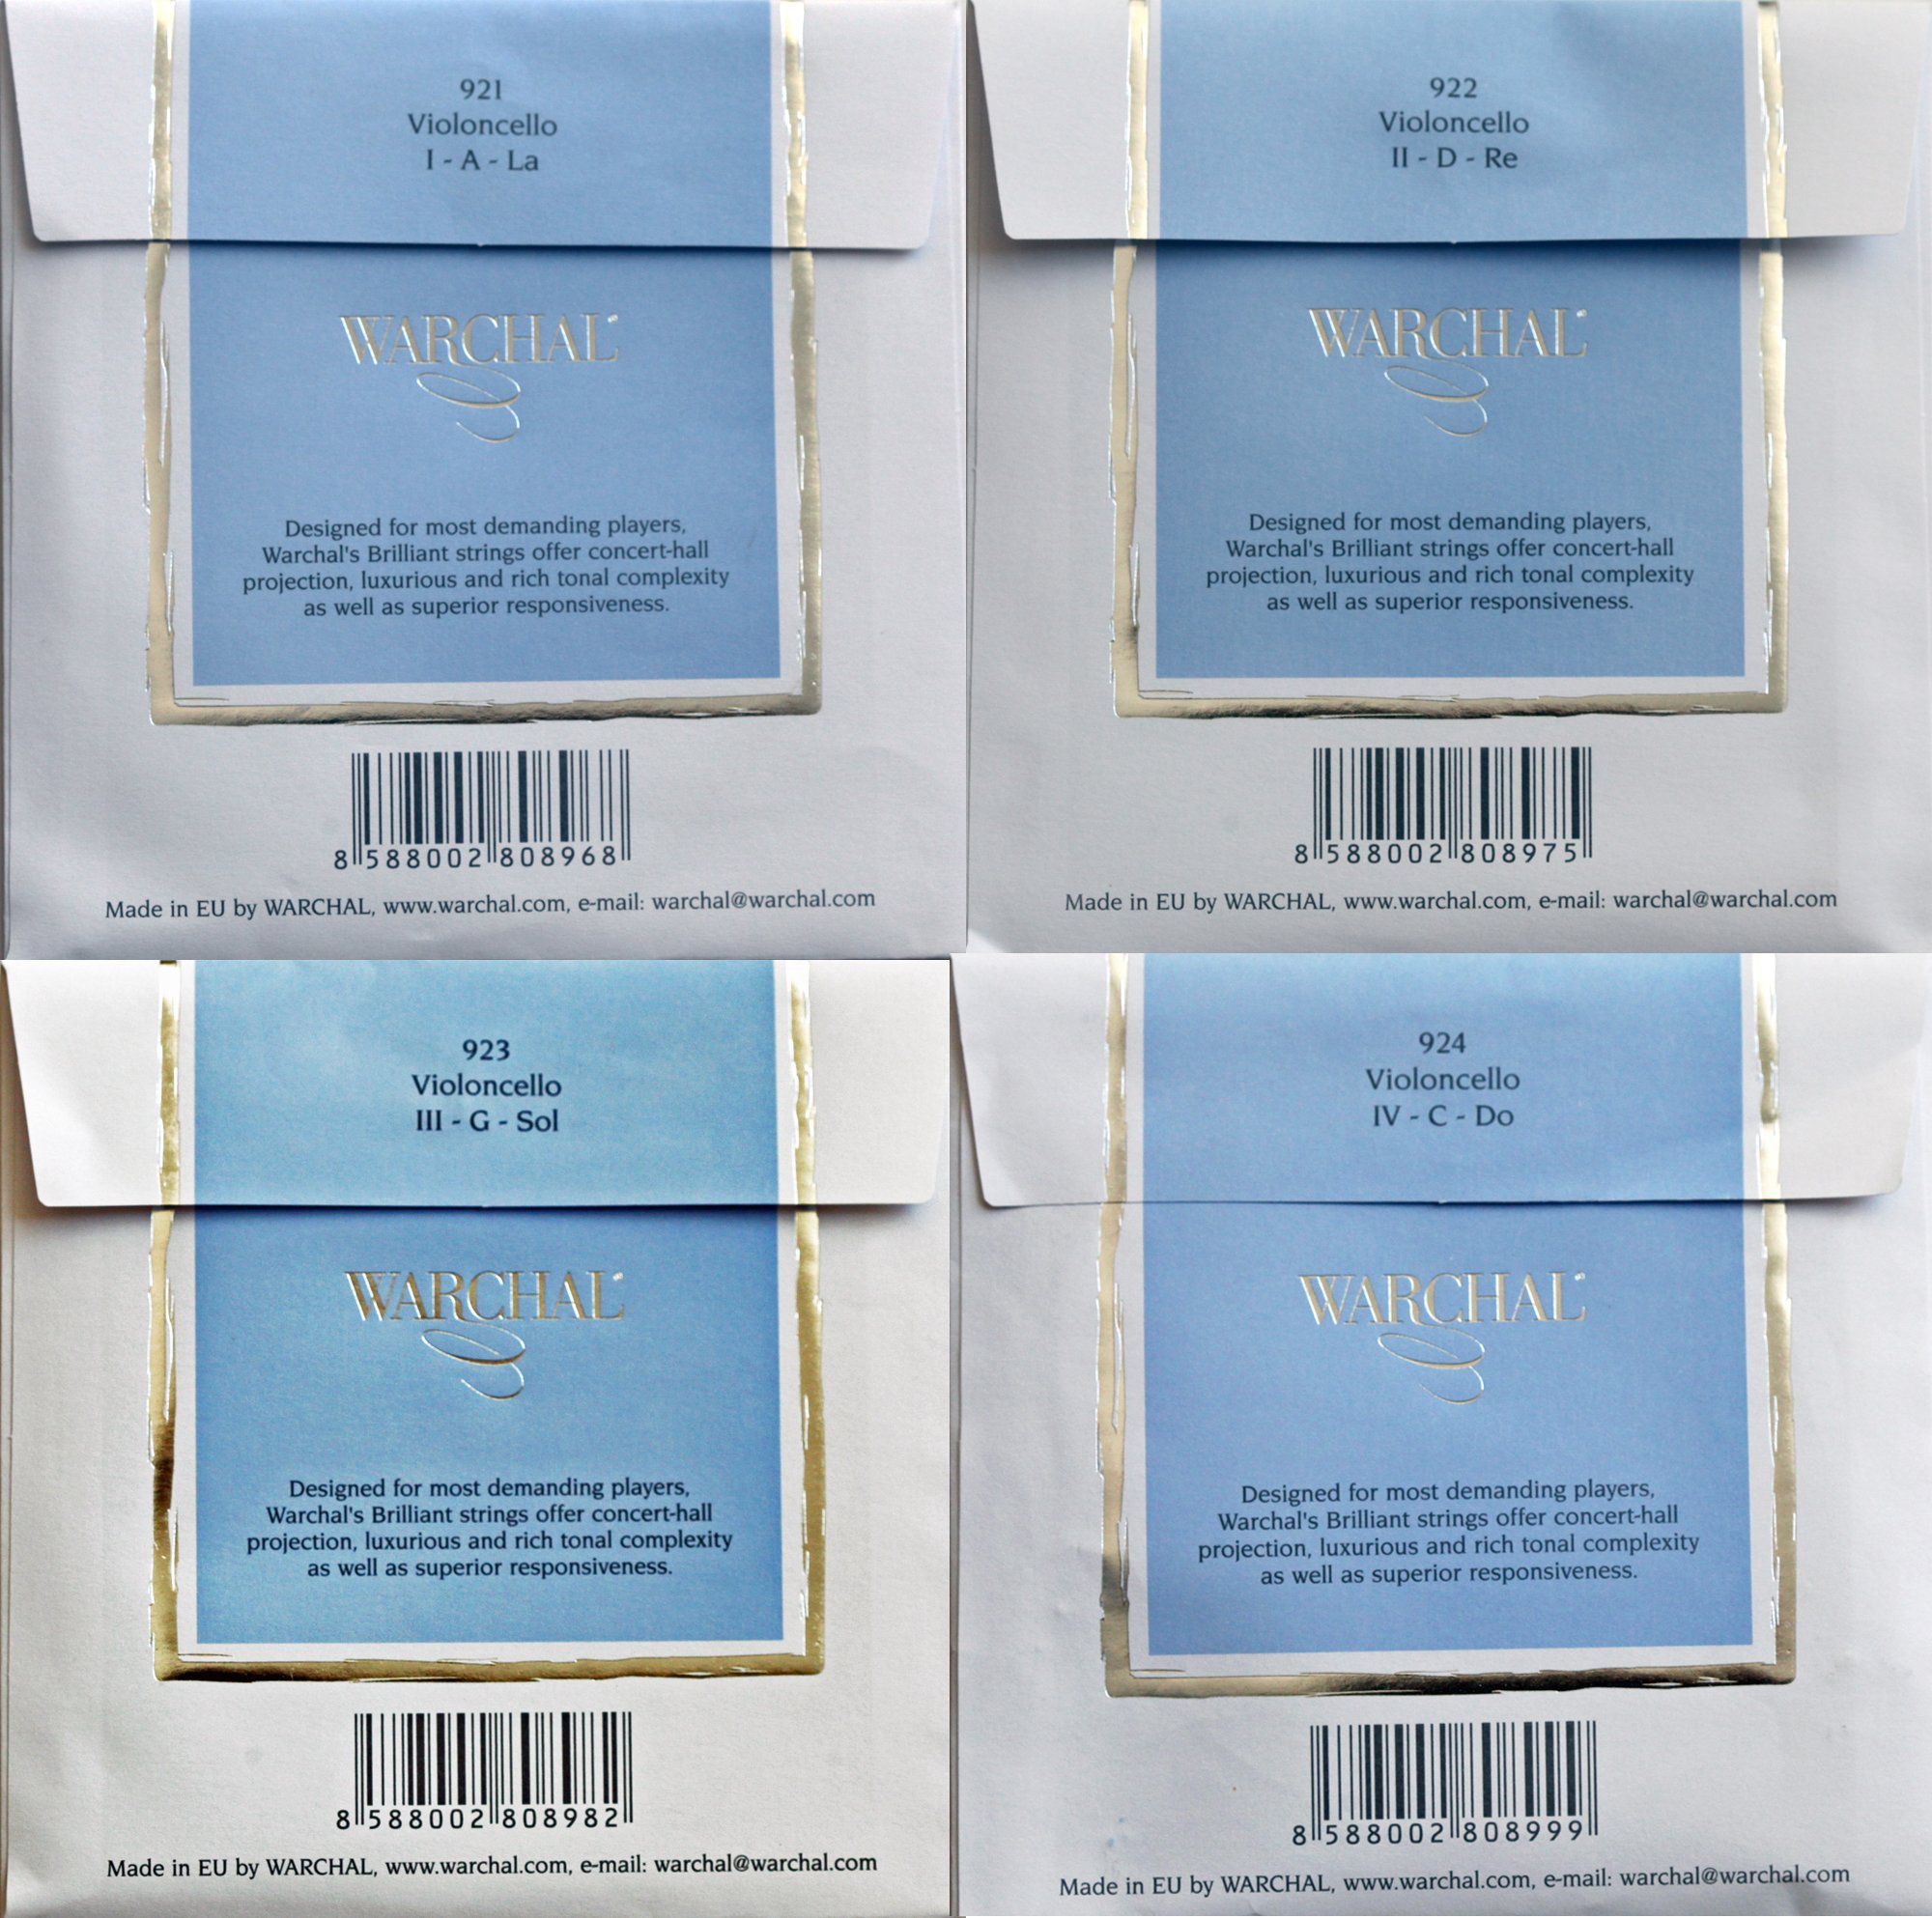 921
Violoncello
I - A - La
WARCHAL
Designed for most demanding players,
Warchal's Brilliant strings offer concert-hall
projection, luxurious and rich tonal complexity
as well as superior responsiveness.
8 588002 808968
Made in EU by WARCHAL, www.warchal.com, e-mail: warchal@warchal.com
922
Violoncello
II - D - Re
WARCHAL
Designed for most demanding players,
Warchal's Brilliant strings offer concert-hall
projection, luxurious and rich tonal complexity
as well as superior responsiveness.
8 588002 808975
Made in EU by WARCHAL, www.warchal.com, e-mail: warchal@warchal.com
923
Violoncello
III - G - Sol
WARCHAL
Designed for most demanding players,
Warchal's Brilliant strings offer concert-hall
projection, luxurious and rich tonal complexity
as well as superior responsiveness.
8 588002 808982
Made in EU by WARCHAL, www.warchal.com, e-mail: warchal@warchal.com
924
Violoncello
IV - C - Do
WARCHAL
Designed for most demanding players,
Warchal's Brilliant strings offer concert-hall
projection, luxurious and rich tonal complexity
as well as superior responsiveness.
8 588002 808999
Made in EU by WARCHAL, www.warchal.com, e-mail: warchal@warchal.com